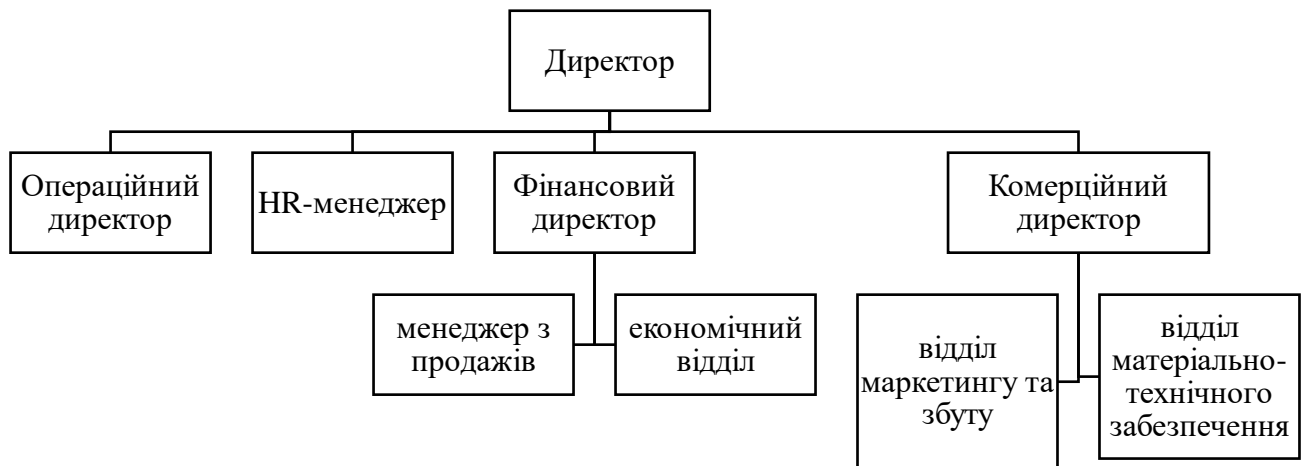 Директор
Операційний
директор
HR-менеджер
Фінансовий
директор
Комерційний
директор
менеджер з
продажів
економічний
відділ
відділ
маркетингу та
збуту
відділ
матеріально-
технічного
забезпечення